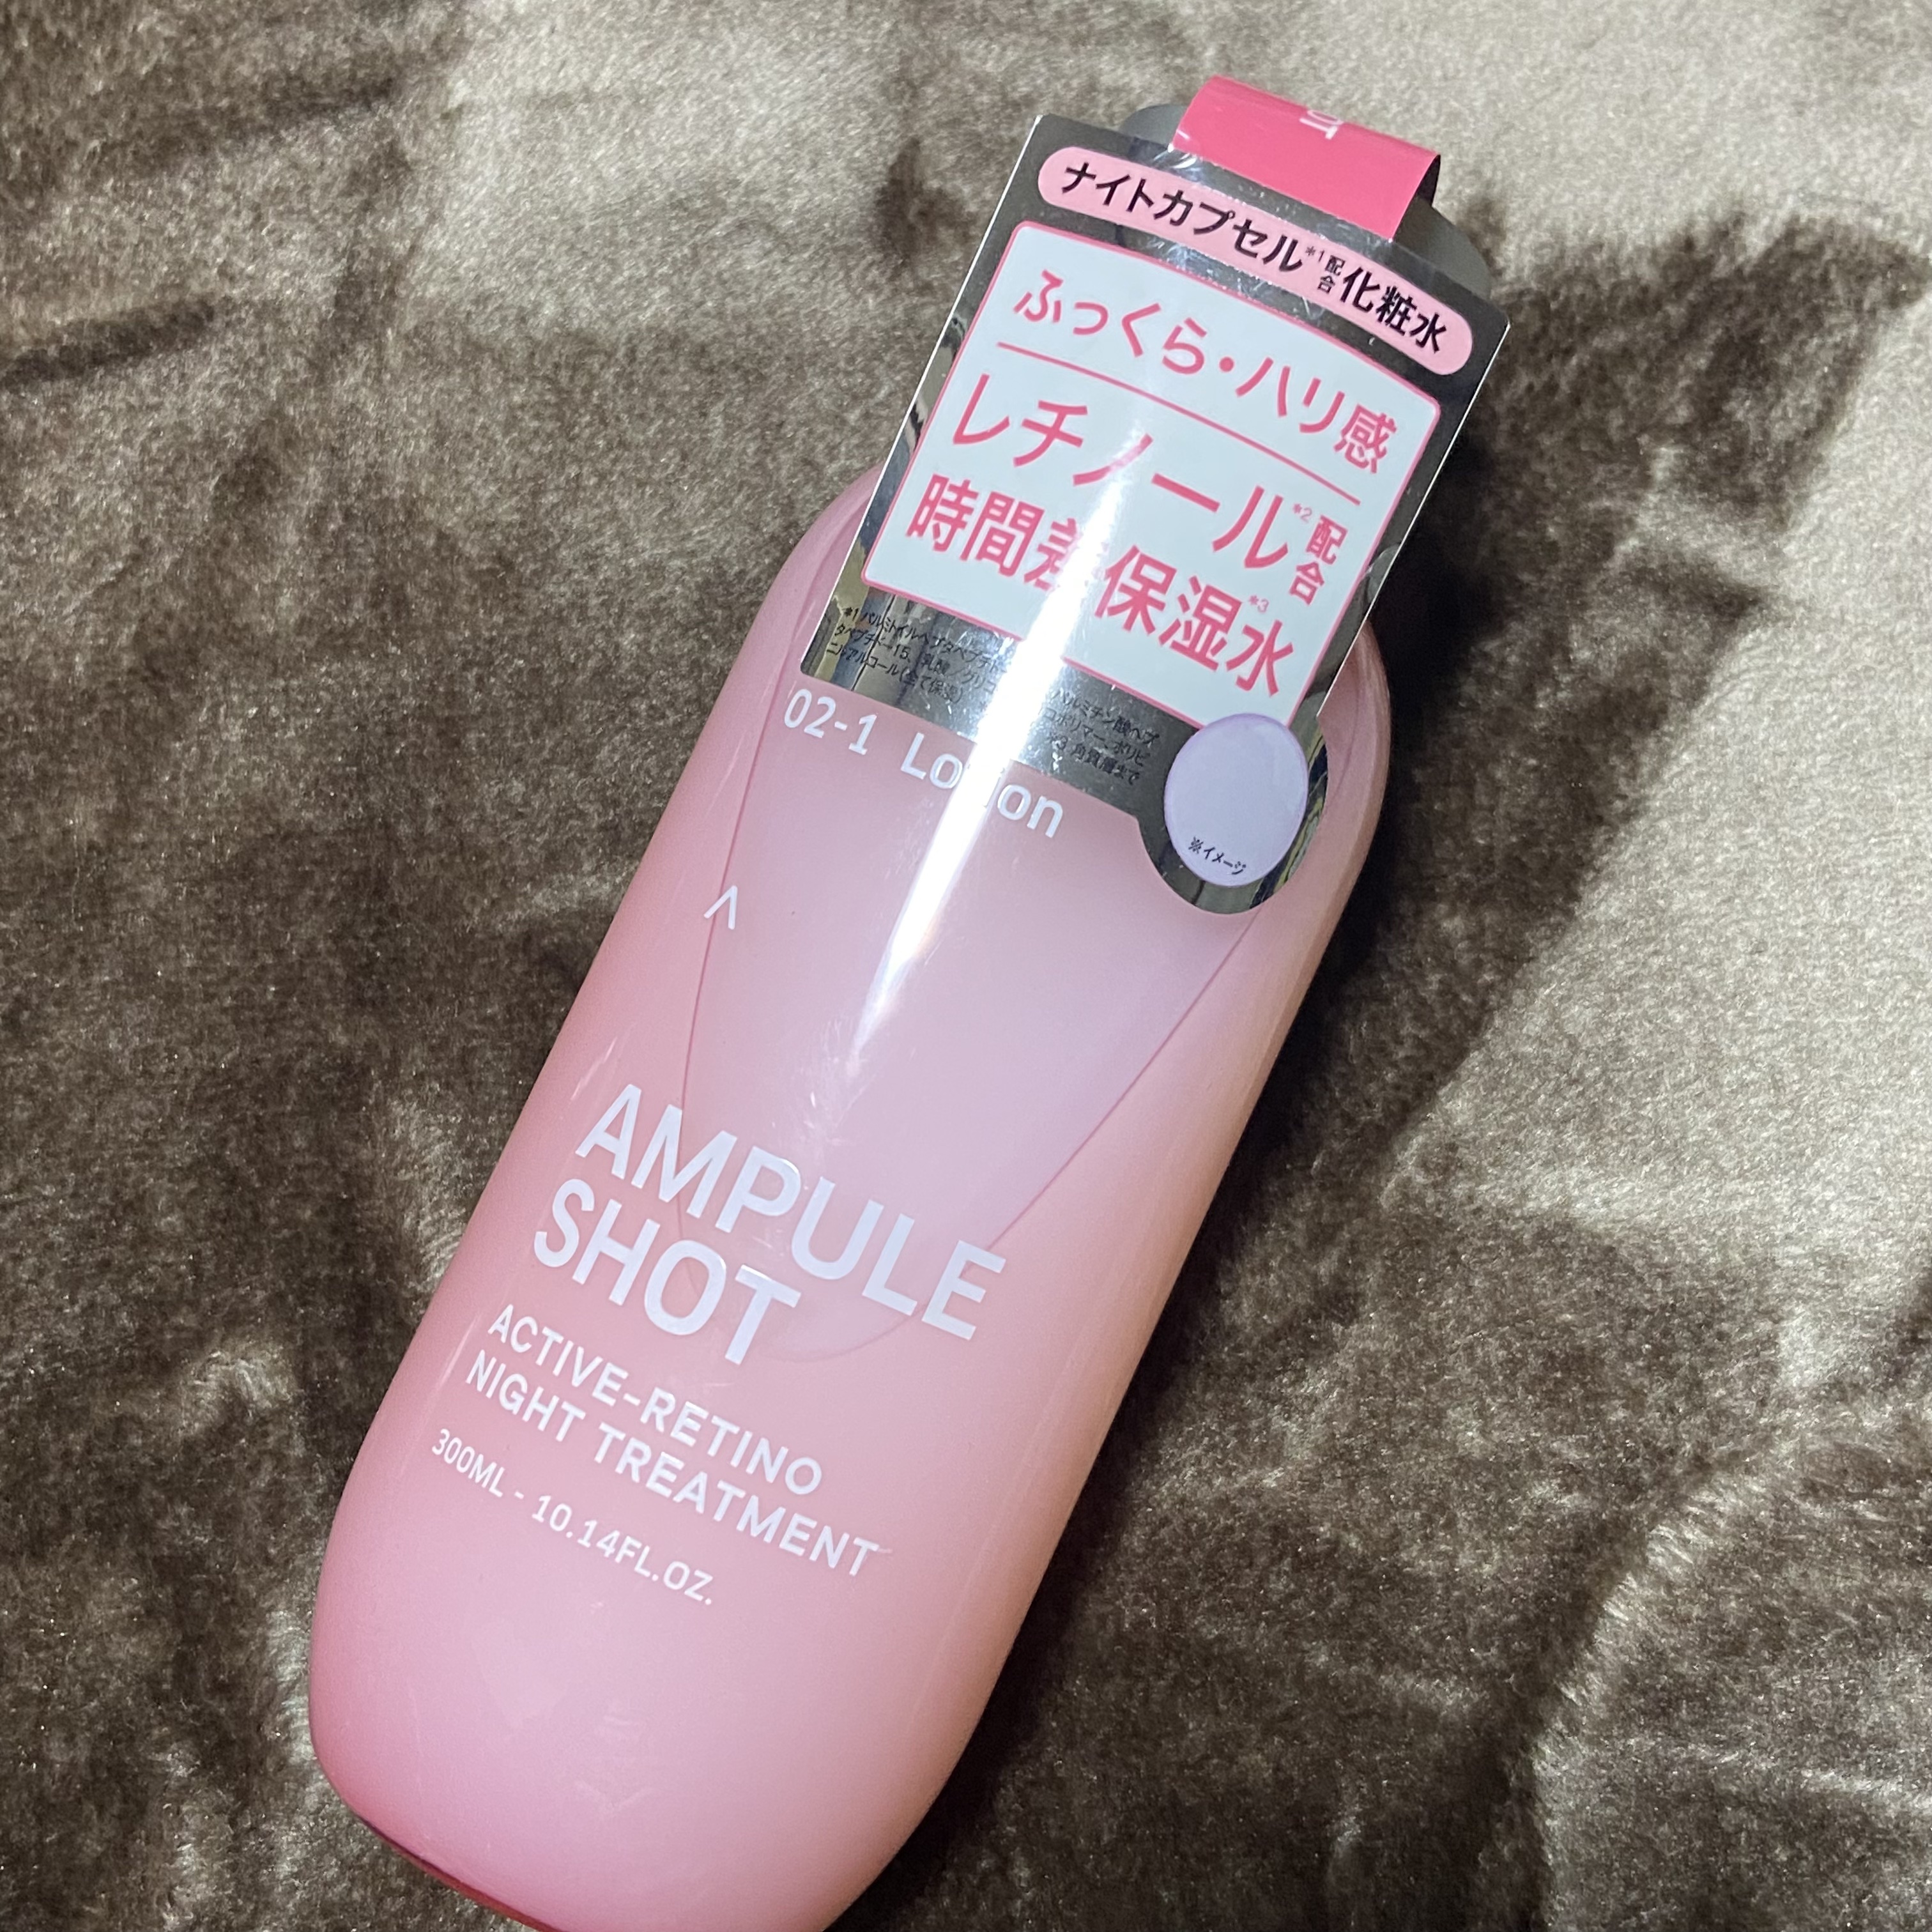 ナイトカプセル*1配合化粧水
ふっくら・ハリ感
レチノール*2配合
時間差保湿水*3
※イメージ
02-1 Lotion
AMPULE
SHOT
ACTIVE-RETINO
NIGHT TREATMENT
300ML - 10.14FL.OZ.